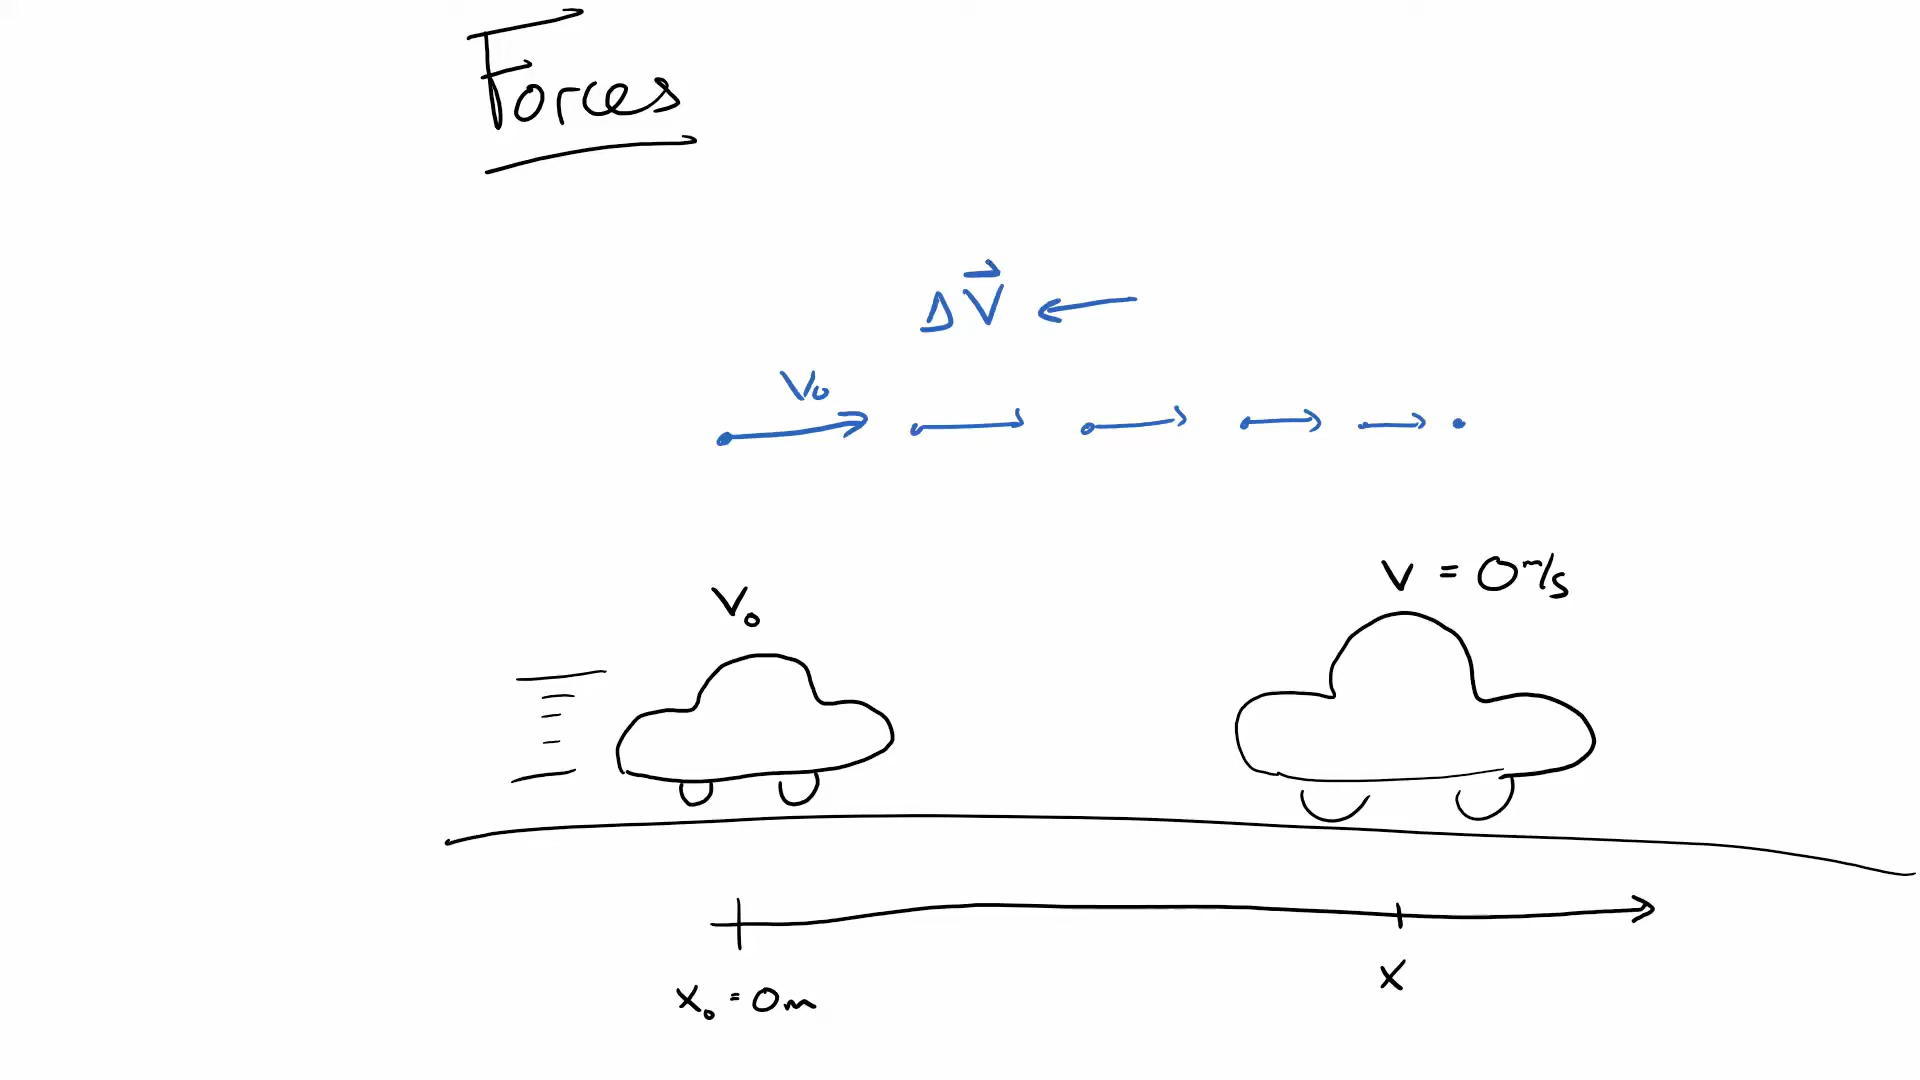 Forces
ΔV⃗
V₀
V = 0 m/s
V₀
x₀ = 0m
x